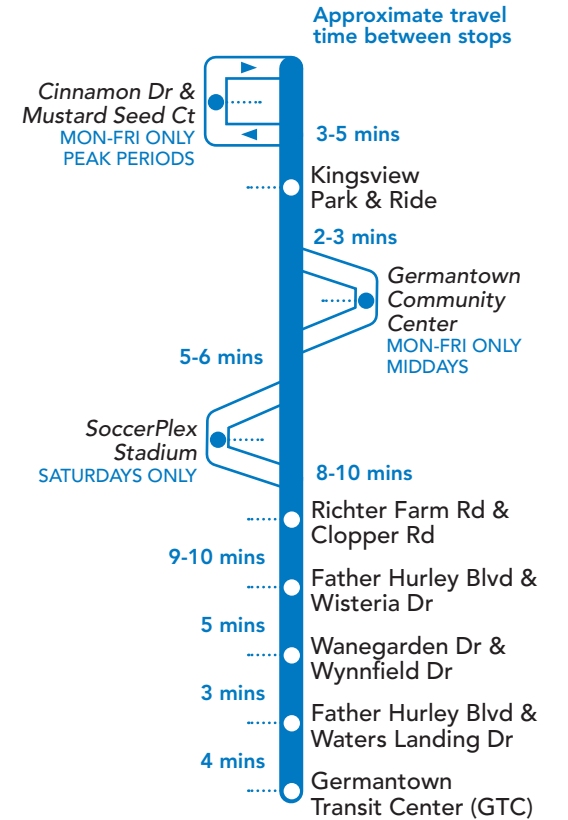 Approximate travel
time between stops
Cinnamon Dr &
Mustard Seed Ct
MON-FRI ONLY
PEAK PERIODS
3-5 mins
Kingsview
Park & Ride
2-3 mins
Germantown
Community
Center
MON-FRI ONLY
MIDDAYS
5-6 mins
SoccerPlex
Stadium
SATURDAYS ONLY
8-10 mins
Richter Farm Rd &
Clopper Rd
9-10 mins
Father Hurley Blvd &
Wisteria Dr
5 mins
Wanegarden Dr &
Wynnfield Dr
3 mins
Father Hurley Blvd &
Waters Landing Dr
4 mins
Germantown
Transit Center (GTC)